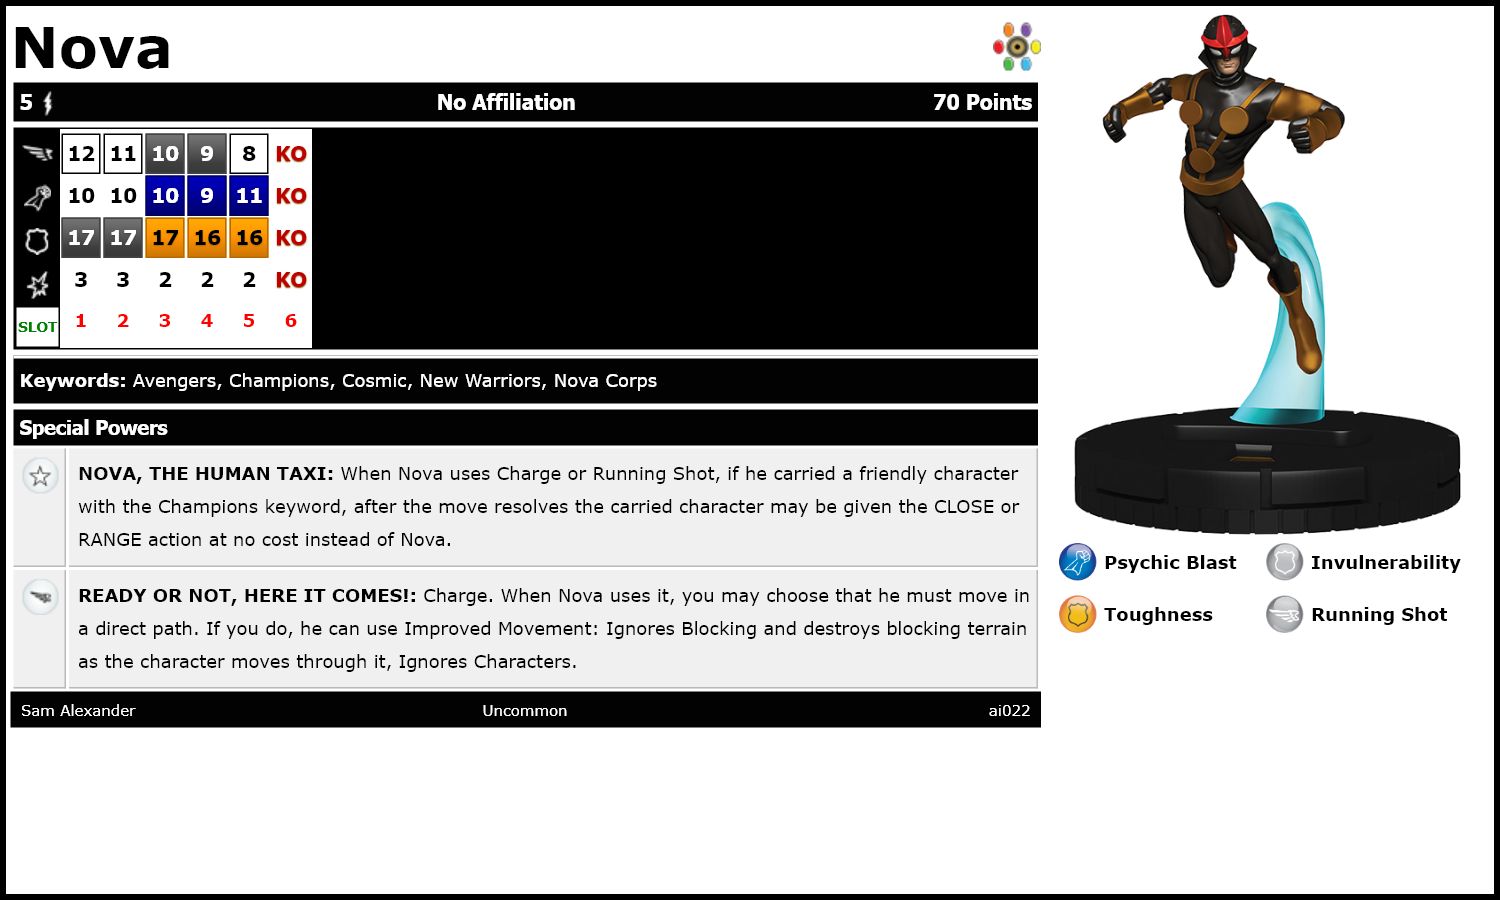 Nova
5 No Affiliation 70 Points
12 11 10 9 8 KO
10 10 10 9 11 KO
17 17 17 16 16 KO
3 3 2 2 2 KO
SLOT 1 2 3 4 5 6
Keywords: Avengers, Champions, Cosmic, New Warriors, Nova Corps
Special Powers
NOVA, THE HUMAN TAXI: When Nova uses Charge or Running Shot, if he carried a friendly character
with the Champions keyword, after the move resolves the carried character may be given the CLOSE or
RANGE action at no cost instead of Nova.
READY OR NOT, HERE IT COMES!: Charge. When Nova uses it, you may choose that he must move in
a direct path. If you do, he can use Improved Movement: Ignores Blocking and destroys blocking terrain
as the character moves through it, Ignores Characters.
Sam Alexander Uncommon ai022
Psychic Blast Invulnerability
Toughness Running Shot